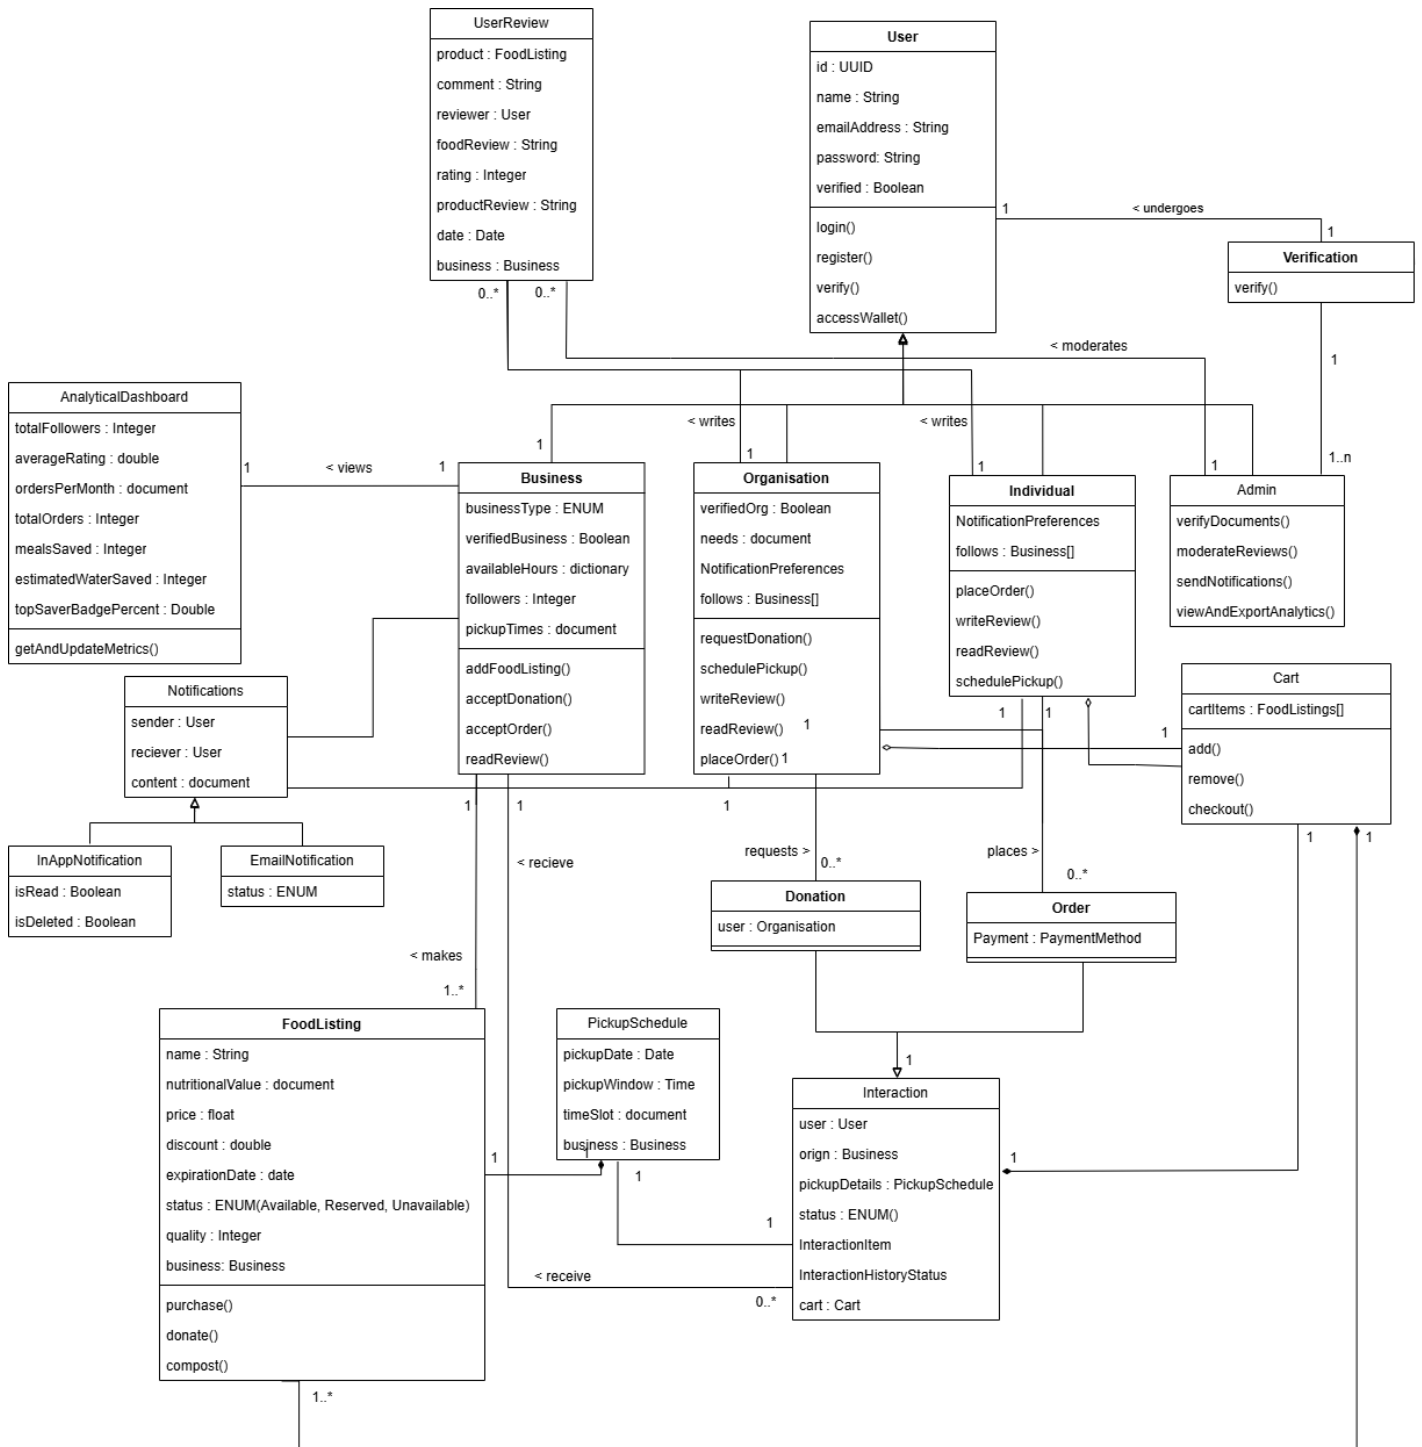 UserReview
product : FoodListing
comment : String
reviewer : User
foodReview : String
rating : Integer
productReview : String
date : Date
business : Business
0..*
0..*
User
id : UUID
name : String
emailAddress : String
password: String
verified : Boolean
login()
register()
verify()
accessWallet()
1
< undergoes
1
Verification
verify()
1
1..n
< moderates
1
< writes
1
< writes
1
1
AnalyticalDashboard
totalFollowers : Integer
averageRating : double
ordersPerMonth : document
totalOrders : Integer
mealsSaved : Integer
estimatedWaterSaved : Integer
topSaverBadgePercent : Double
getAndUpdateMetrics()
1
< views
1
Business
businessType : ENUM
verifiedBusiness : Boolean
availableHours : dictionary
followers : Integer
pickupTimes : document
addFoodListing()
acceptDonation()
acceptOrder()
readReview()
Organisation
verifiedOrg : Boolean
needs : document
NotificationPreferences
follows : Business[]
requestDonation()
schedulePickup()
writeReview()
readReview()
placeOrder()
1
1
Individual
NotificationPreferences
follows : Business[]
placeOrder()
writeReview()
readReview()
schedulePickup()
1
1
Admin
verifyDocuments()
moderateReviews()
sendNotifications()
viewAndExportAnalytics()
Cart
cartItems : FoodListings[]
add()
remove()
checkout()
1
1
1
Notifications
sender : User
reciever : User
content : document
InAppNotification
isRead : Boolean
isDeleted : Boolean
EmailNotification
status : ENUM
1
1
1
< recieve
requests >
0..*
places >
0..*
Donation
user : Organisation
Order
Payment : PaymentMethod
< makes
1..*
FoodListing
name : String
nutritionalValue : document
price : float
discount : double
expirationDate : date
status : ENUM(Available, Reserved, Unavailable)
quality : Integer
business: Business
purchase()
donate()
compost()
1..*
PickupSchedule
pickupDate : Date
pickupWindow : Time
timeSlot : document
business : Business
1
1
1
1
< receive
0..*
1
Interaction
user : User
orign : Business
pickupDetails : PickupSchedule
status : ENUM()
InteractionItem
InteractionHistoryStatus
cart : Cart
1